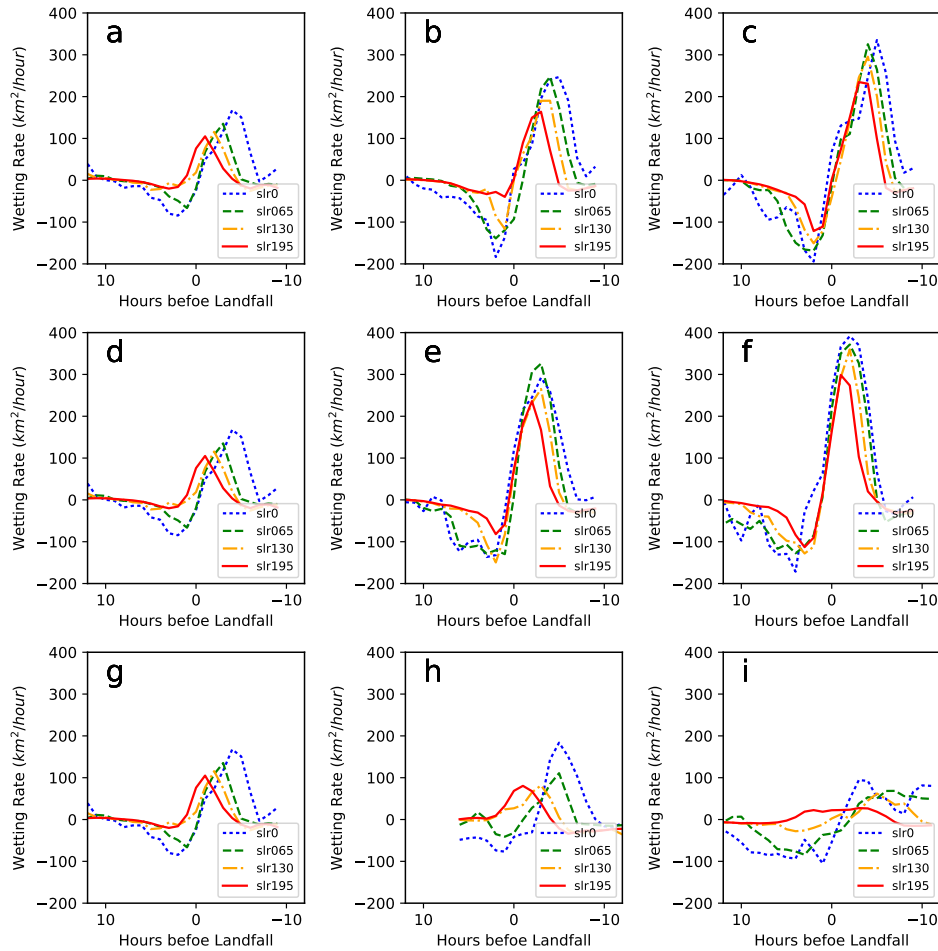 a
400
300
200
100
0
−100
−200
Wetting Rate (km²/hour)
slr0
slr065
slr130
slr195
10
0
−10
Hours befoe Landfall
b
400
300
200
100
0
−100
−200
Wetting Rate (km²/hour)
slr0
slr065
slr130
slr195
10
0
−10
Hours befoe Landfall
c
400
300
200
100
0
−100
−200
Wetting Rate (km²/hour)
slr0
slr065
slr130
slr195
10
0
−10
Hours befoe Landfall
d
400
300
200
100
0
−100
−200
Wetting Rate (km²/hour)
slr0
slr065
slr130
slr195
10
0
−10
Hours befoe Landfall
e
400
300
200
100
0
−100
−200
Wetting Rate (km²/hour)
slr0
slr065
slr130
slr195
10
0
−10
Hours befoe Landfall
f
400
300
200
100
0
−100
−200
Wetting Rate (km²/hour)
slr0
slr065
slr130
slr195
10
0
−10
Hours befoe Landfall
g
400
300
200
100
0
−100
−200
Wetting Rate (km²/hour)
slr0
slr065
slr130
slr195
10
0
−10
Hours befoe Landfall
h
400
300
200
100
0
−100
−200
Wetting Rate (km²/hour)
slr0
slr065
slr130
slr195
10
0
−10
Hours befoe Landfall
i
400
300
200
100
0
−100
−200
Wetting Rate (km²/hour)
slr0
slr065
slr130
slr195
10
0
−10
Hours befoe Landfall